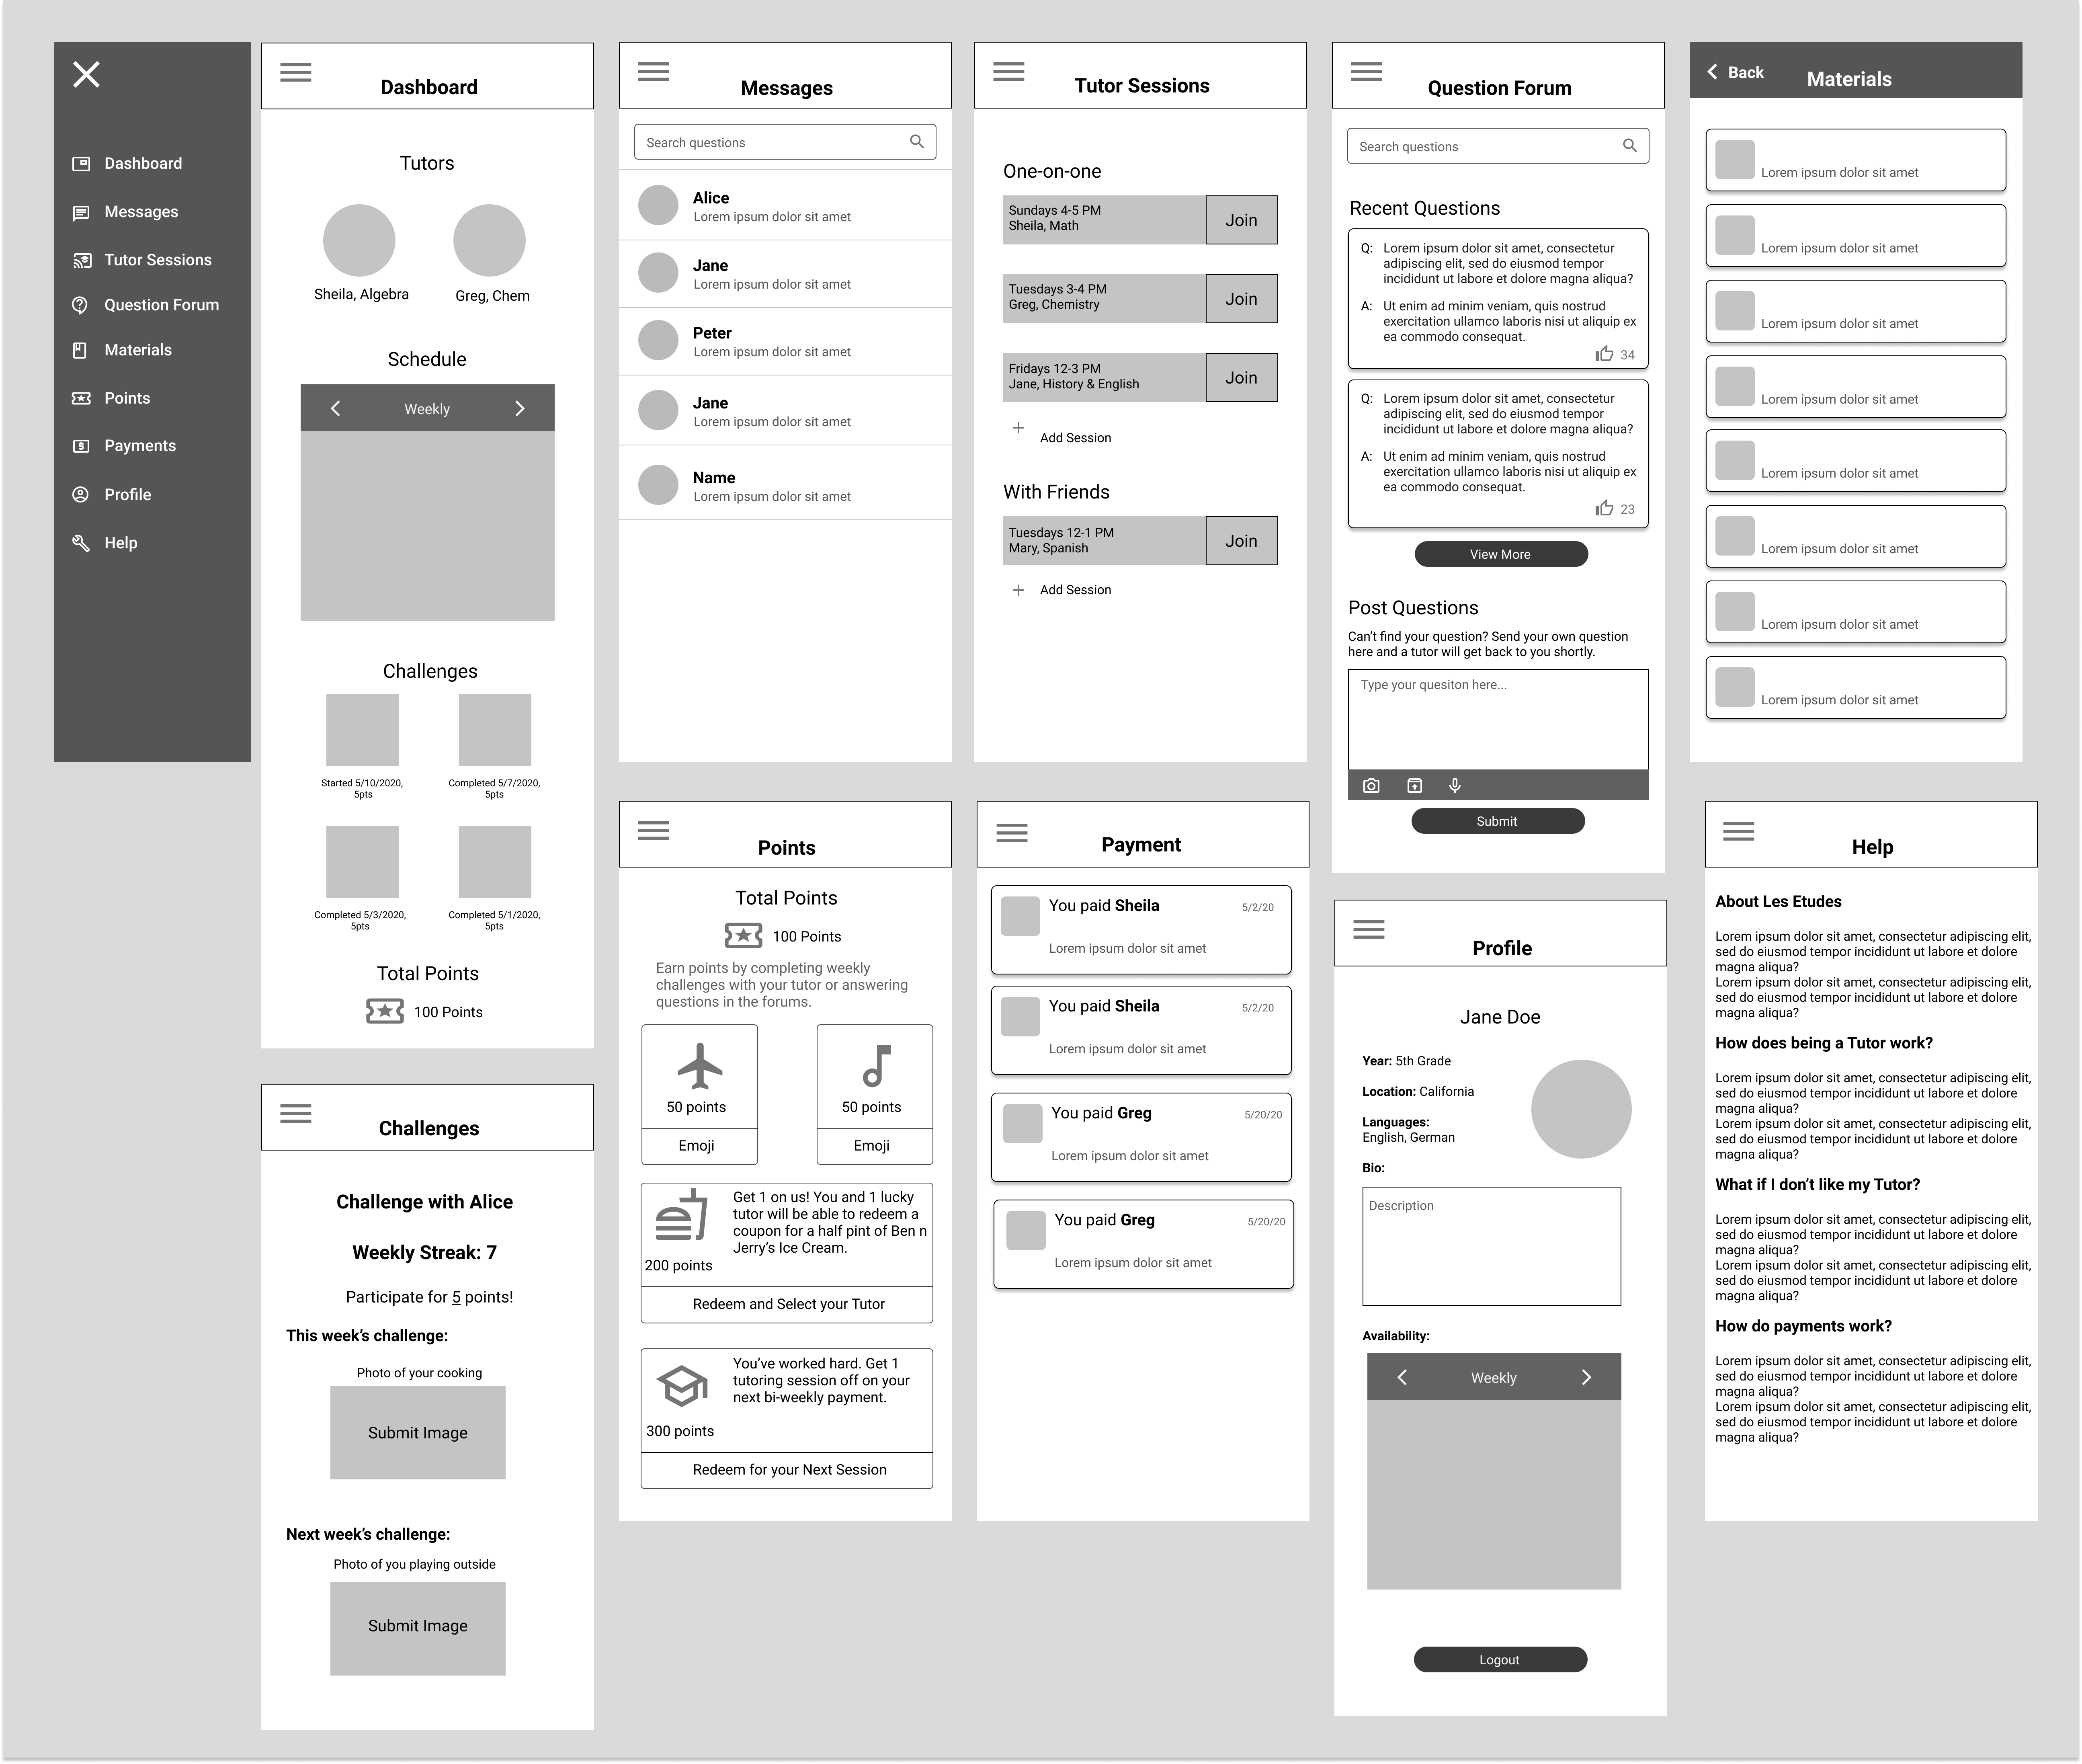 Dashboard
Messages
Tutor Sessions
Question Forum
Materials
Points
Payments
Profile
Help
Dashboard
Tutors
Sheila, Algebra
Greg, Chem
Schedule
Weekly
Challenges
Started 5/10/2020,
5pts
Completed 5/7/2020,
5pts
Completed 5/3/2020,
5pts
Completed 5/1/2020,
5pts
Total Points
100 Points
Messages
Search questions
Alice
Lorem ipsum dolor sit amet
Jane
Lorem ipsum dolor sit amet
Peter
Lorem ipsum dolor sit amet
Jane
Lorem ipsum dolor sit amet
Name
Lorem ipsum dolor sit amet
Tutor Sessions
One-on-one
Sundays 4-5 PM
Sheila, Math
Join
Tuesdays 3-4 PM
Greg, Chemistry
Join
Fridays 12-3 PM
Jane, History & English
Join
Add Session
With Friends
Tuesdays 12-1 PM
Mary, Spanish
Join
Add Session
Question Forum
Search questions
Recent Questions
Q: Lorem ipsum dolor sit amet, consectetur
adipiscing elit, sed do eiusmod tempor
incididunt ut labore et dolore magna aliqua?
A: Ut enim ad minim veniam, quis nostrud
exercitation ullamco laboris nisi ut aliquip ex
ea commodo consequat.
34
Q: Lorem ipsum dolor sit amet, consectetur
adipiscing elit, sed do eiusmod tempor
incididunt ut labore et dolore magna aliqua?
A: Ut enim ad minim veniam, quis nostrud
exercitation ullamco laboris nisi ut aliquip ex
ea commodo consequat.
23
View More
Post Questions
Can't find your question? Send your own question
here and a tutor will get back to you shortly.
Type your quesiton here...
Submit
Back
Materials
Lorem ipsum dolor sit amet
Lorem ipsum dolor sit amet
Lorem ipsum dolor sit amet
Lorem ipsum dolor sit amet
Lorem ipsum dolor sit amet
Lorem ipsum dolor sit amet
Lorem ipsum dolor sit amet
Lorem ipsum dolor sit amet
Challenges
Challenge with Alice
Weekly Streak: 7
Participate for 5 points!
This week's challenge:
Photo of your cooking
Submit Image
Next week's challenge:
Photo of you playing outside
Submit Image
Points
Total Points
100 Points
Earn points by completing weekly
challenges with your tutor or answering
questions in the forums.
50 points
Emoji
50 points
Emoji
Get 1 on us! You and 1 lucky
tutor will be able to redeem a
coupon for a half pint of Ben n
Jerry's Ice Cream.
200 points
Redeem and Select your Tutor
You've worked hard. Get 1
tutoring session off on your
next bi-weekly payment.
300 points
Redeem for your Next Session
Payment
You paid Sheila
5/2/20
Lorem ipsum dolor sit amet
You paid Sheila
5/2/20
Lorem ipsum dolor sit amet
You paid Greg
5/20/20
Lorem ipsum dolor sit amet
You paid Greg
5/20/20
Lorem ipsum dolor sit amet
Profile
Jane Doe
Year: 5th Grade
Location: California
Languages:
English, German
Bio:
Description
Availability:
Weekly
Logout
Help
About Les Etudes
Lorem ipsum dolor sit amet, consectetur adipiscing elit,
sed do eiusmod tempor incididunt ut labore et dolore
magna aliqua?
Lorem ipsum dolor sit amet, consectetur adipiscing elit,
sed do eiusmod tempor incididunt ut labore et dolore
magna aliqua?
How does being a Tutor work?
Lorem ipsum dolor sit amet, consectetur adipiscing elit,
sed do eiusmod tempor incididunt ut labore et dolore
magna aliqua?
Lorem ipsum dolor sit amet, consectetur adipiscing elit,
sed do eiusmod tempor incididunt ut labore et dolore
magna aliqua?
What if I don't like my Tutor?
Lorem ipsum dolor sit amet, consectetur adipiscing elit,
sed do eiusmod tempor incididunt ut labore et dolore
magna aliqua?
Lorem ipsum dolor sit amet, consectetur adipiscing elit,
sed do eiusmod tempor incididunt ut labore et dolore
magna aliqua?
How do payments work?
Lorem ipsum dolor sit amet, consectetur adipiscing elit,
sed do eiusmod tempor incididunt ut labore et dolore
magna aliqua?
Lorem ipsum dolor sit amet, consectetur adipiscing elit,
sed do eiusmod tempor incididunt ut labore et dolore
magna aliqua?